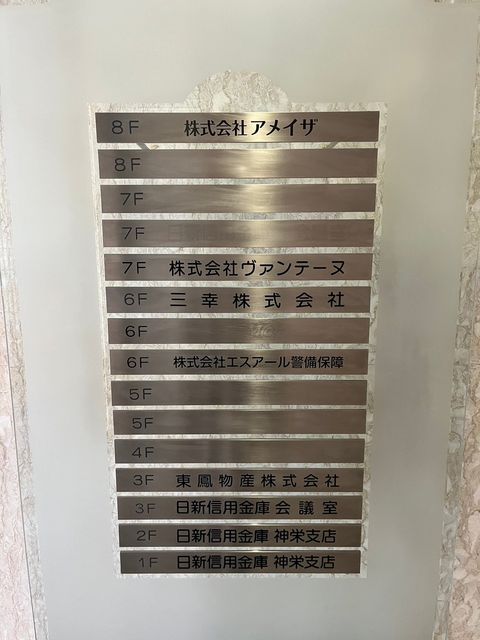 8F 株式会社アメイザ
8F
7F
7F
7F 株式会社ヴァンテーヌ
6F 三幸株式会社
6F
6F 株式会社エスアール警備保障
5F
5F
4F
3F 東鳳物産株式会社
3F 日新信用金庫会議室
2F 日新信用金庫 神栄支店
1F 日新信用金庫 神栄支店